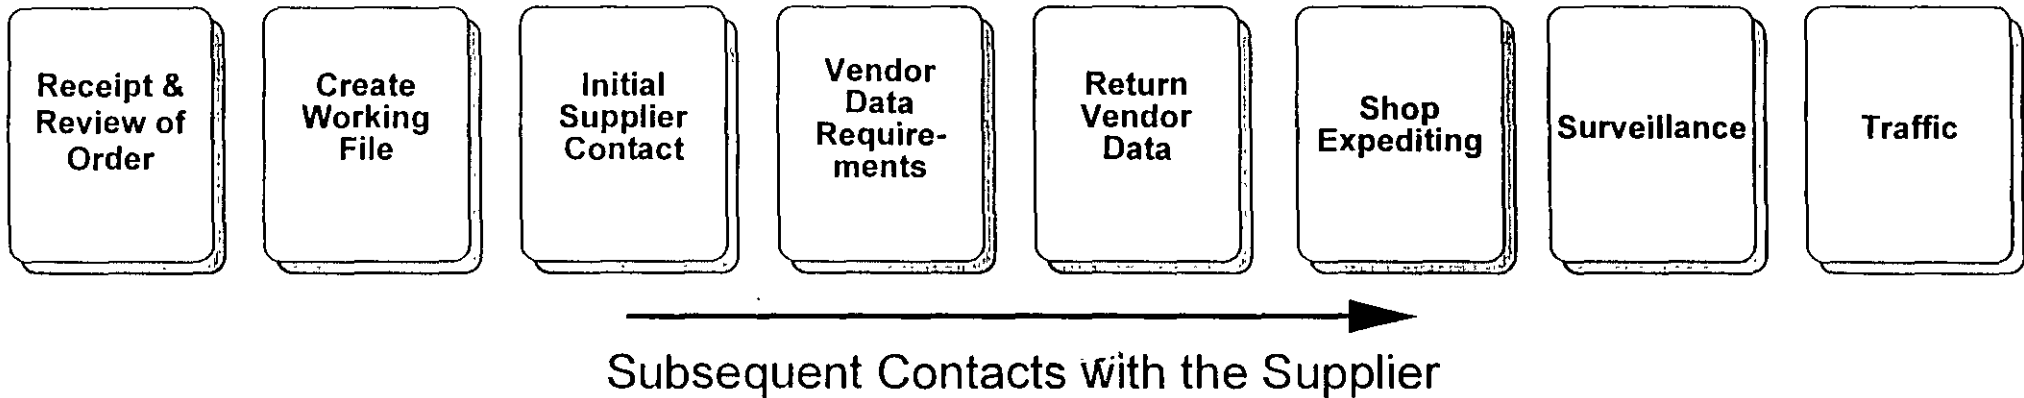 Receipt &
Review of
Order
Create
Working
File
Initial
Supplier
Contact
Vendor
Data
Require-
ments
Return
Vendor
Data
Shop
Expediting
Surveillance
Traffic
Subsequent Contacts with the Supplier